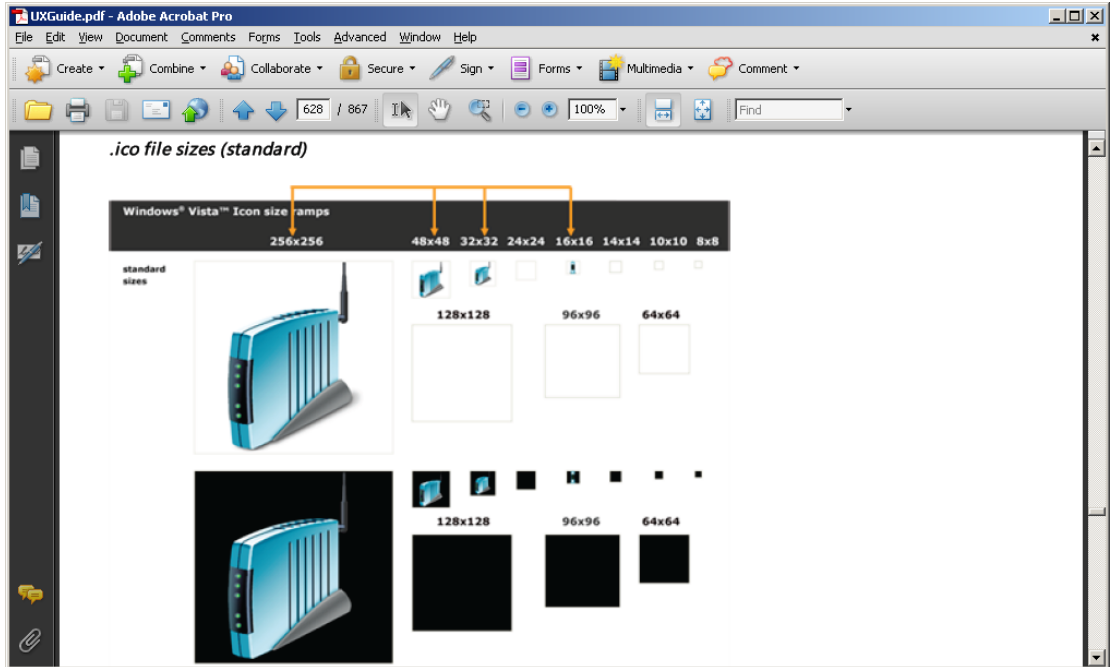 UXGuide.pdf - Adobe Acrobat Pro
File Edit View Document Comments Forms Tools Advanced Window Help
Create Combine Collaborate Secure Sign Forms Multimedia Comment
628 / 867 100% Find
.ico file sizes (standard)
Windows® Vista™ Icon size ramps
256x256 48x48 32x32 24x24 16x16 14x14 10x10 8x8
standard
sizes
128x128 96x96 64x64
128x128 96x96 64x64